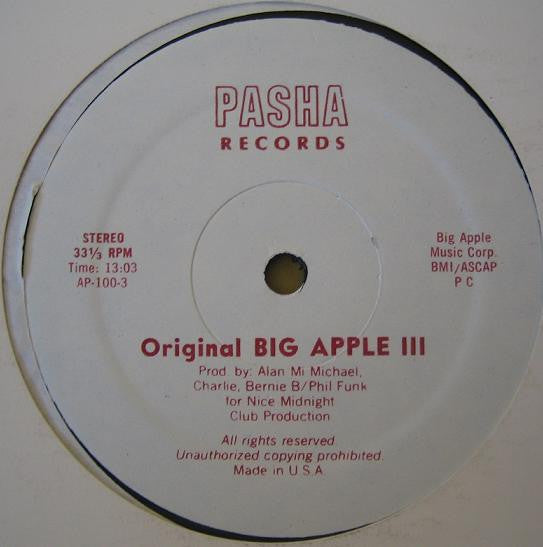 PASHA
RECORDS
STEREO
33⅓ RPM
Time: 13:03
AP-100-3
Big Apple
Music Corp.
BMI/ASCAP
P C
Original BIG APPLE III
Prod. by: Alan Mi Michael,
Charlie, Bernie B/Phil Funk
for Nice Midnight
Club Production
All rights reserved.
Unauthorized copying prohibited.
Made in U.S.A.